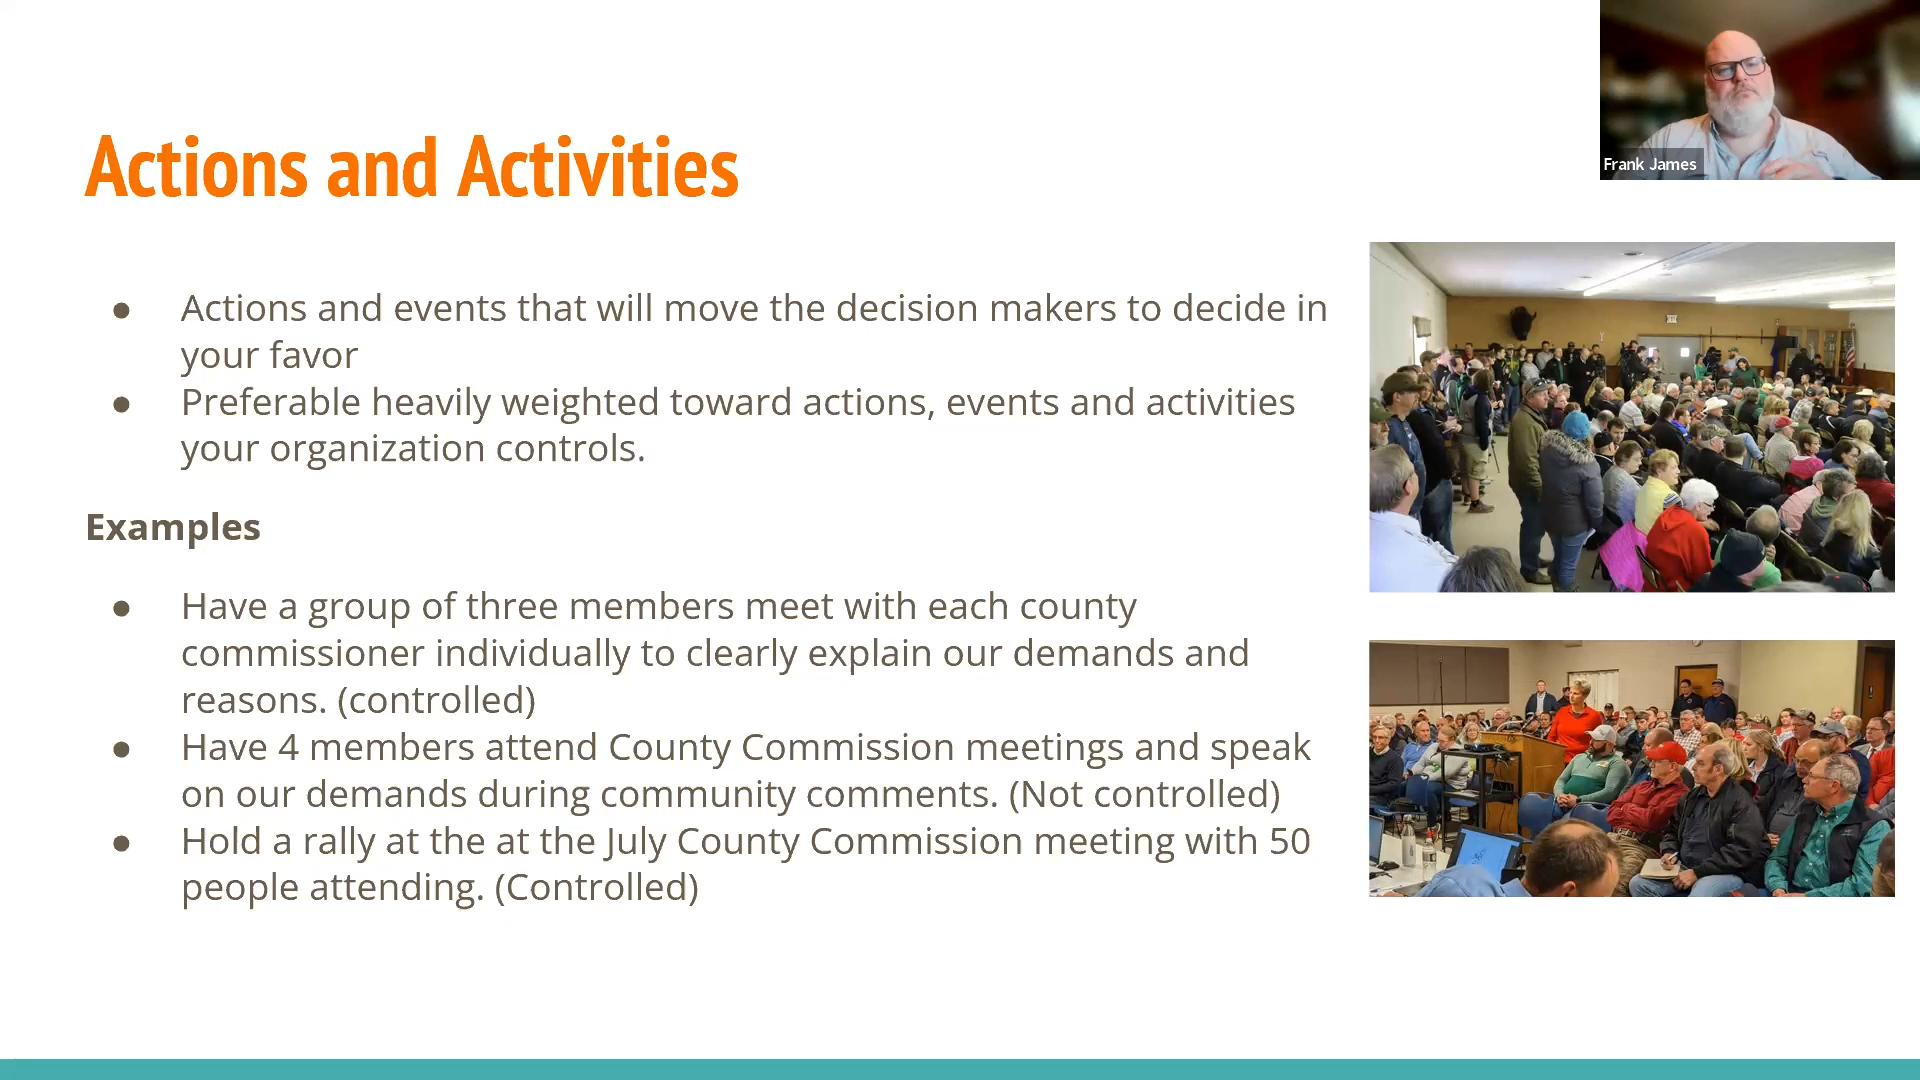 Actions and Activities
Frank James
● Actions and events that will move the decision makers to decide in
your favor
● Preferable heavily weighted toward actions, events and activities
your organization controls.
Examples
● Have a group of three members meet with each county
commissioner individually to clearly explain our demands and
reasons. (controlled)
● Have 4 members attend County Commission meetings and speak
on our demands during community comments. (Not controlled)
● Hold a rally at the at the July County Commission meeting with 50
people attending. (Controlled)